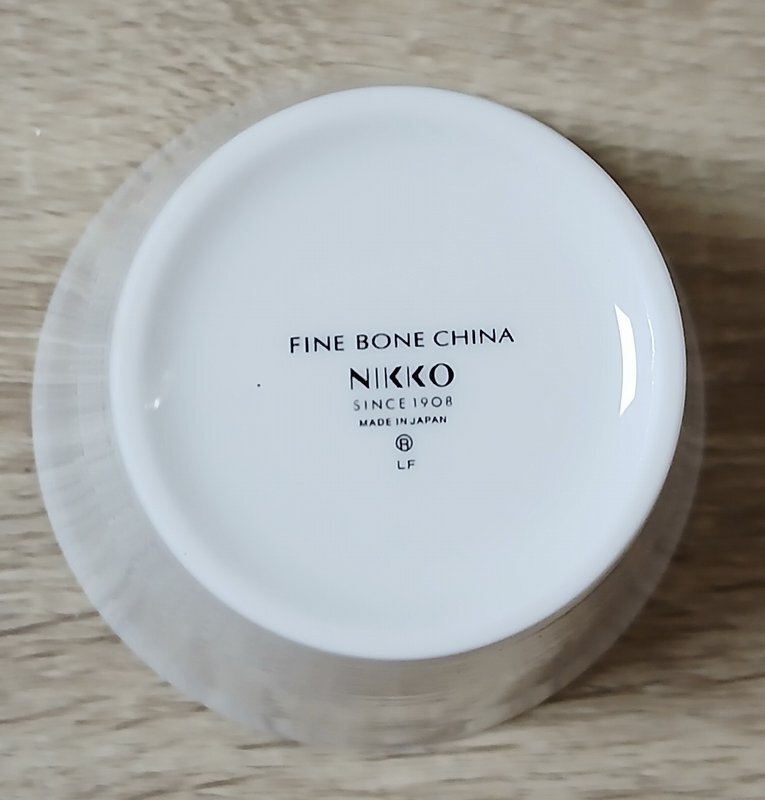 FINE BONE CHINA
NIKKO
SINCE 1908
MADE IN JAPAN
®
LF